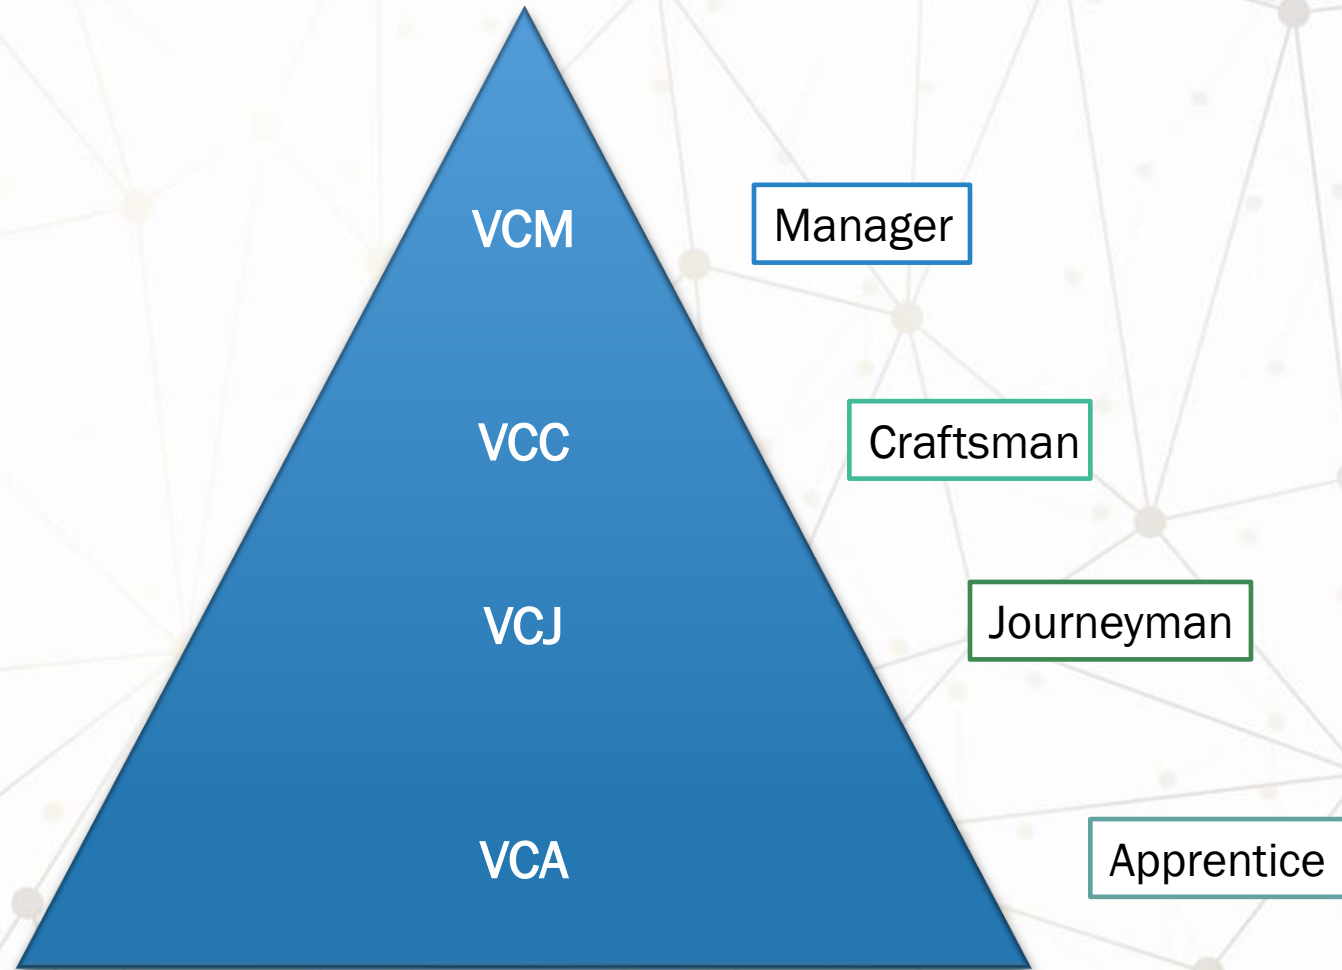 VCM
Manager
VCC
Craftsman
VCJ
Journeyman
VCA
Apprentice